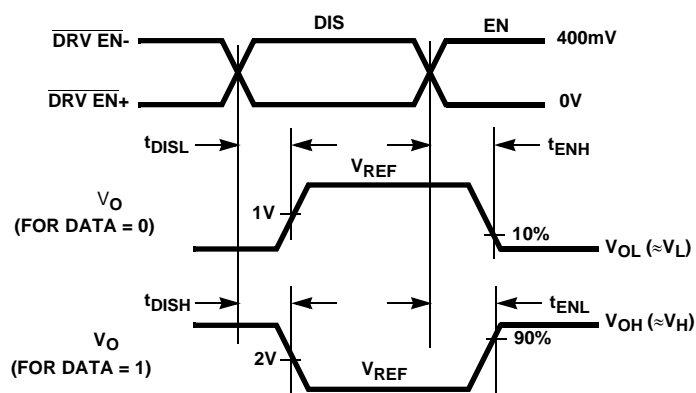 DRV EN-
DIS
EN
400mV
DRV EN+
0V
tDISL
VREF
tENH
VO
(FOR DATA = 0)
1V
10%
VOL (≈VL)
tDISH
tENL
VO
(FOR DATA = 1)
2V
VREF
90%
VOH (≈VH)